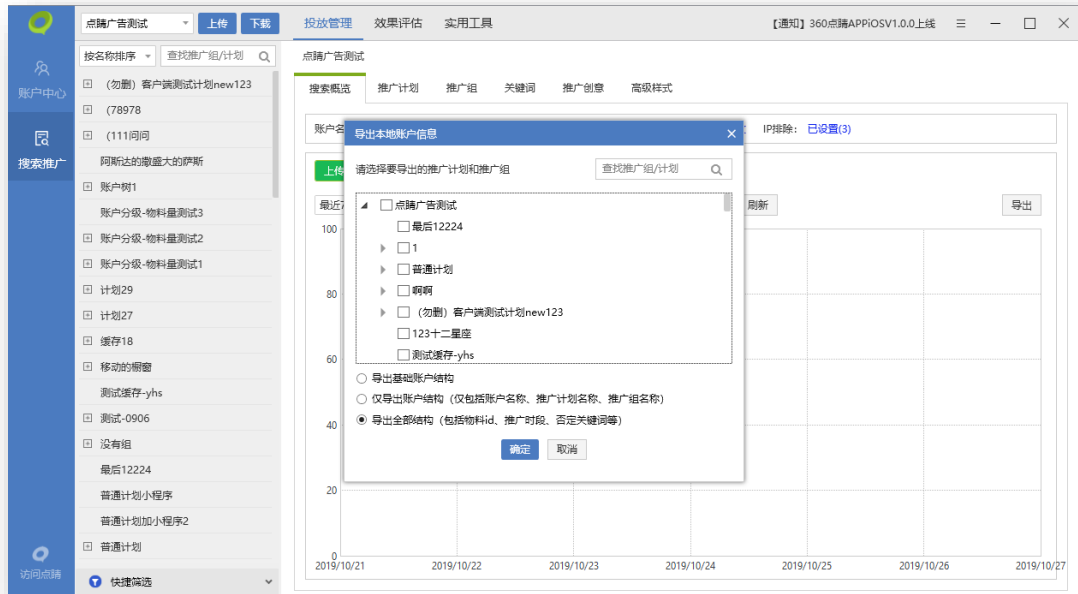 点睛广告测试 上传 下载 投放管理 效果评估 实用工具 【通知】360点睛APPiOSV1.0.0上线
按名称排序 查找推广组/计划
账户中心
搜索推广
访问点睛
(勿删) 客户端测试计划new123
(78978
(111问问
阿斯达的撒盛大的萨斯
账户树1
账户分级-物料量测试3
账户分级-物料量测试2
账户分级-物料量测试1
计划29
计划27
缓存18
移动的橱窗
测试缓存-yhs
测试-0906
没有组
最后12224
普通计划小程序
普通计划加小程序2
普通计划
快捷筛选
点睛广告测试
搜索概览 推广计划 推广组 关键词 推广创意 高级样式
账户名 IP排除： 已设置(3)
上传
最近7 刷新 导出
导出本地账户信息
请选择要导出的推广计划和推广组 查找推广组/计划
点睛广告测试
最后12224
1
普通计划
啊啊
(勿删) 客户端测试计划new123
123十二星座
测试缓存-yhs
导出基础账户结构
仅导出账户结构（仅包括账户名称、推广计划名称、推广组名称）
导出全部结构（包括物料id、推广时段、否定关键词等）
确定 取消
100
80
60
40
20
0
2019/10/21 2019/10/22 2019/10/23 2019/10/24 2019/10/25 2019/10/26 2019/10/27